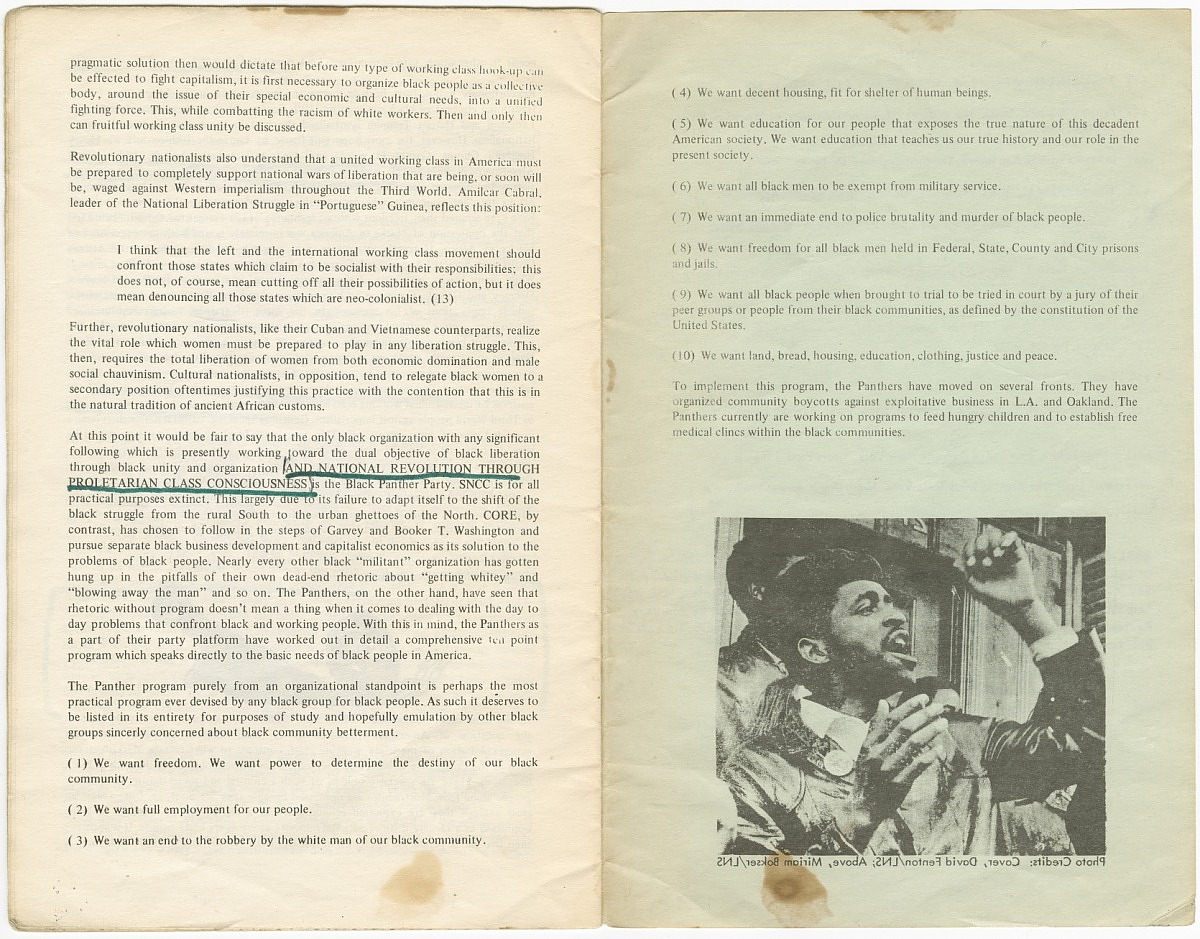 pragmatic solution then would dictate that before any type of working class hook-up can
be effected to fight capitalism, it is first necessary to organize black people as a collective
body, around the issue of their special economic and cultural needs, into a unified
fighting force. This, while combatting the racism of white workers. Then and only then
can fruitful working class unity be discussed.
Revolutionary nationalists also understand that a united working class in America must
be prepared to completely support national wars of liberation that are being, or soon will
be, waged against Western imperialism throughout the Third World. Amilcar Cabral,
leader of the National Liberation Struggle in “Portuguese” Guinea, reflects this position:
I think that the left and the international working class movement should
confront those states which claim to be socialist with their responsibilities; this
does not, of course, mean cutting off all their possibilities of action, but it does
mean denouncing all those states which are neo-colonialist. (13)
Further, revolutionary nationalists, like their Cuban and Vietnamese counterparts, realize
the vital role which women must be prepared to play in any liberation struggle. This,
then, requires the total liberation of women from both economic domination and male
social chauvinism. Cultural nationalists, in opposition, tend to relegate black women to a
secondary position oftentimes justifying this practice with the contention that this is in
the natural tradition of ancient African customs.
At this point it would be fair to say that the only black organization with any significant
following which is presently working toward the dual objective of black liberation
through black unity and organization (AND NATIONAL REVOLUTION THROUGH
PROLETARIAN CLASS CONSCIOUSNESS) is the Black Panther Party. SNCC is for all
practical purposes extinct. This largely due to its failure to adapt itself to the shift of the
black struggle from the rural South to the urban ghettoes of the North. CORE, by
contrast, has chosen to follow in the steps of Garvey and Booker T. Washington and
pursue separate black business development and capitalist economics as its solution to the
problems of black people. Nearly every other black “militant” organization has gotten
hung up in the pitfalls of their own dead-end rhetoric about “getting whitey” and
“blowing away the man” and so on. The Panthers, on the other hand, have seen that
rhetoric without program doesn’t mean a thing when it comes to dealing with the day to
day problems that confront black and working people. With this in mind, the Panthers as
a part of their party platform have worked out in detail a comprehensive ten point
program which speaks directly to the basic needs of black people in America.
The Panther program purely from an organizational standpoint is perhaps the most
practical program ever devised by any black group for black people. As such it deserves to
be listed in its entirety for purposes of study and hopefully emulation by other black
groups sincerly concerned about black community betterment.
( 1) We want freedom. We want power to determine the destiny of our black
community.
( 2) We want full employment for our people.
( 3) We want an end to the robbery by the white man of our black community.
( 4) We want decent housing, fit for shelter of human beings.
( 5) We want education for our people that exposes the true nature of this decadent
American society. We want education that teaches us our true history and our role in the
present society.
( 6) We want all black men to be exempt from military service.
( 7) We want an immediate end to police brutality and murder of black people.
( 8) We want freedom for all black men held in Federal, State, County and City prisons
and jails.
( 9) We want all black people when brought to trial to be tried in court by a jury of their
peer groups or people from their black communities, as defined by the constitution of the
United States.
(10) We want land, bread, housing, education, clothing, justice and peace.
To implement this program, the Panthers have moved on several fronts. They have
organized community boycotts against exploitative business in L.A. and Oakland. The
Panthers currently are working on programs to feed hungry children and to establish free
medical clincs within the black communities.
Photo Credits: Cover, David Fenton/LNS; Above, Miriam Bokser/LNS